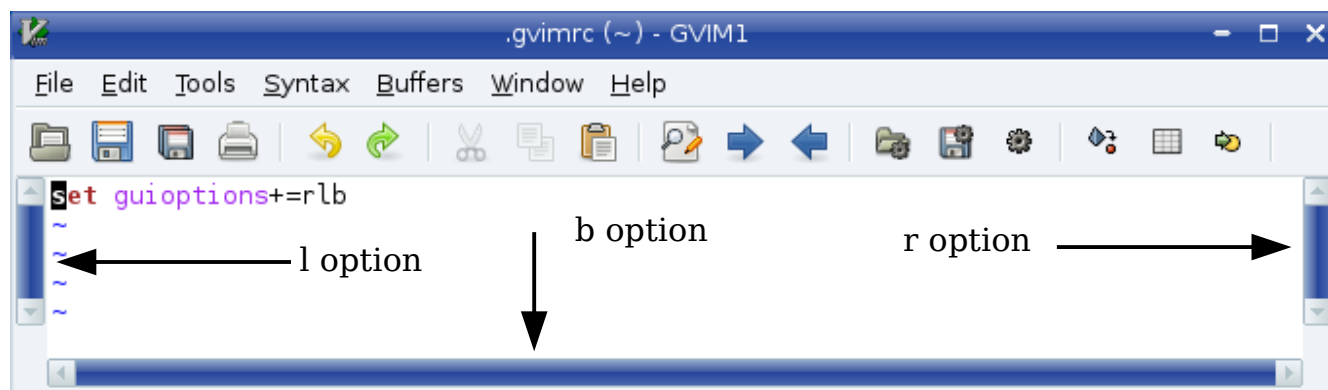 .gvimrc (~) - GVIM1
File Edit Tools Syntax Buffers Window Help
set guioptions+=rlb
~
b option
r option
~
l option
~
~